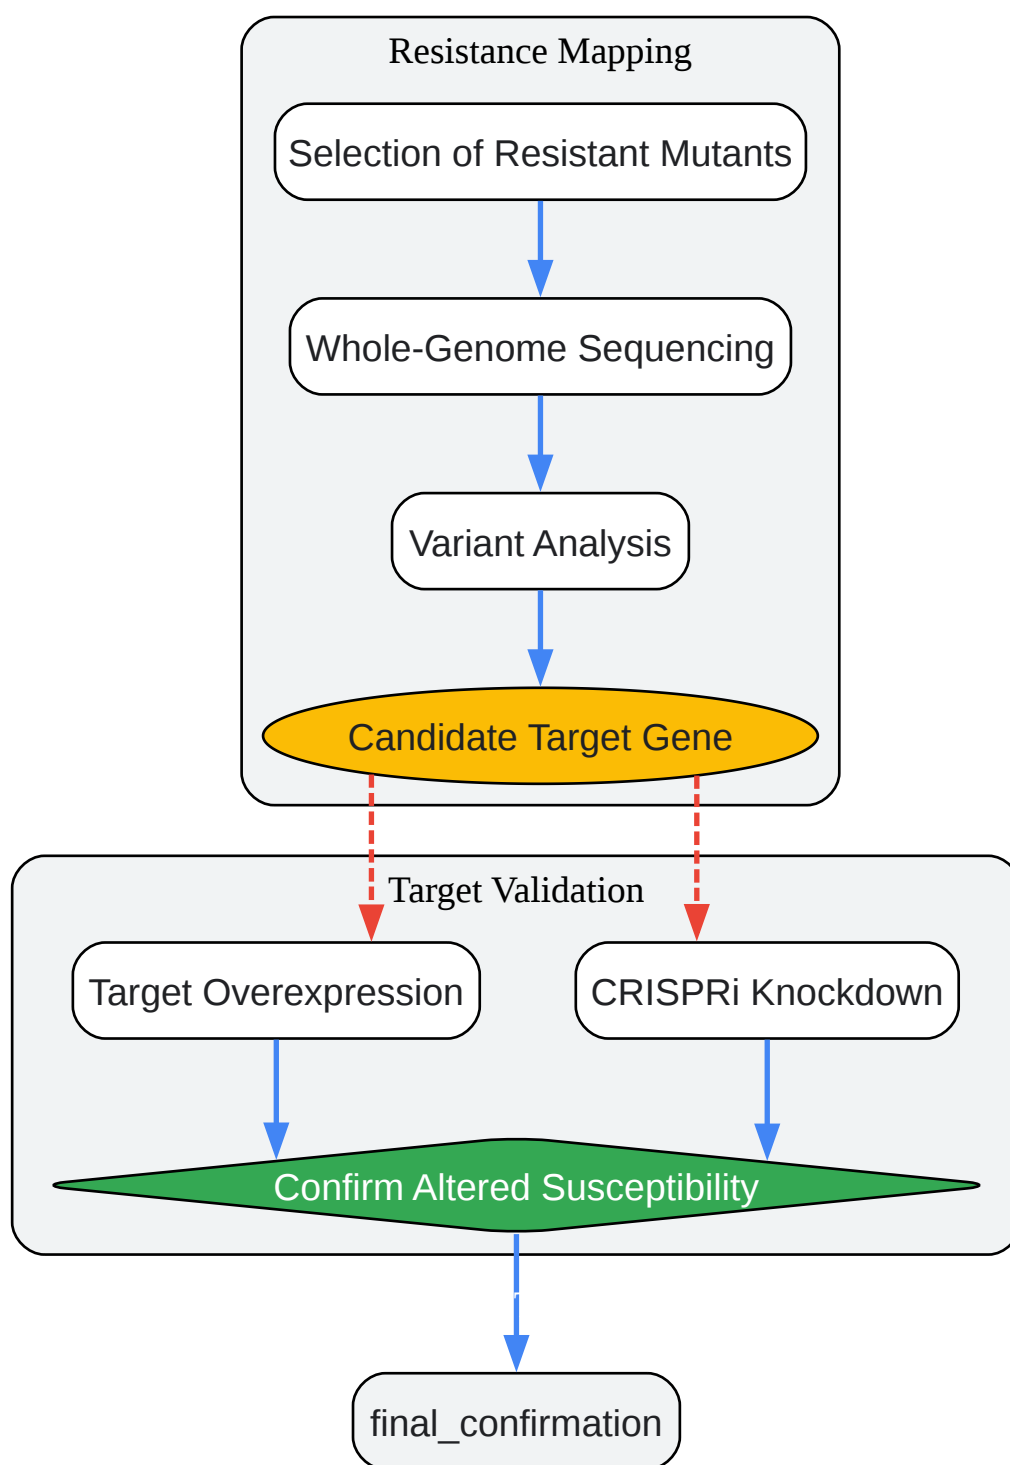 Resistance Mapping
Selection of Resistant Mutants
Whole-Genome Sequencing
Variant Analysis
Candidate Target Gene
Target Validation
Target Overexpression
CRISPRi Knockdown
Confirm Altered Susceptibility
final_confirmation